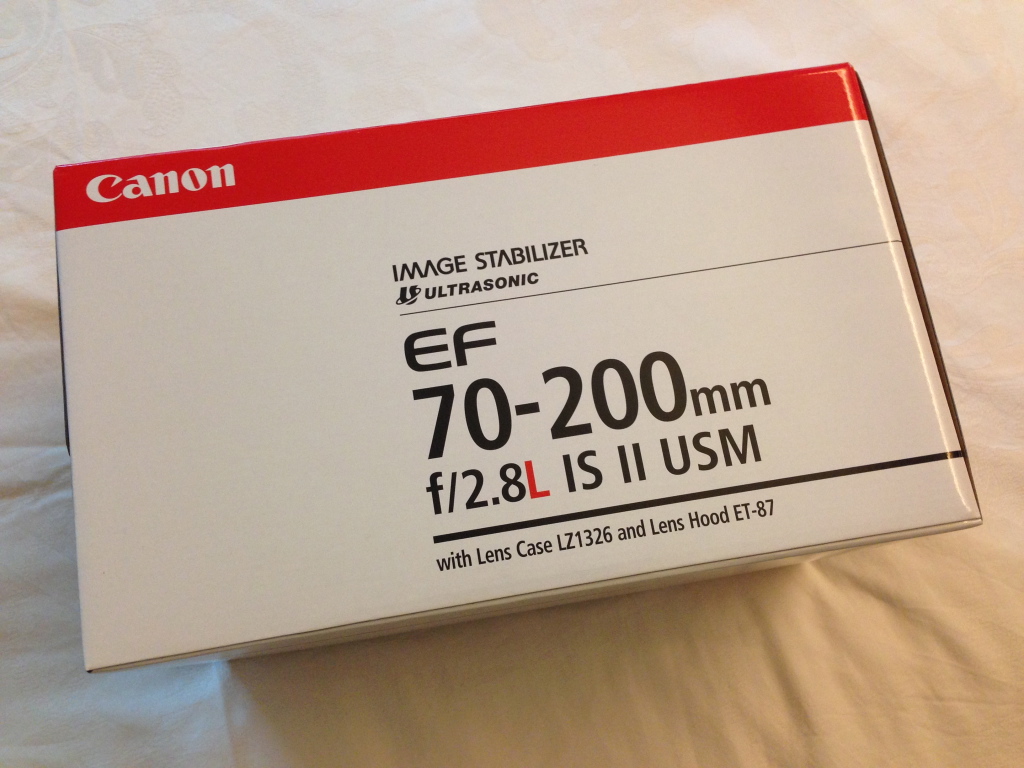 Canon
IMAGE STABILIZER
ULTRASONIC
EF
70-200mm
f/2.8L IS II USM
with Lens Case LZ1326 and Lens Hood ET-87